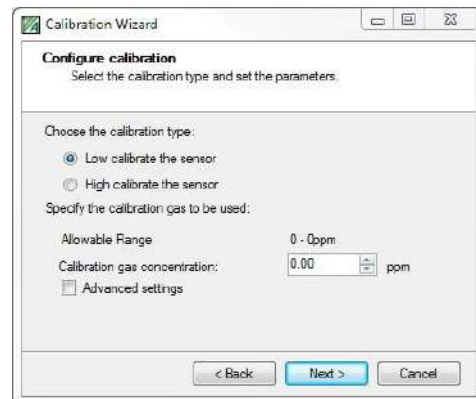 Calibration Wizard
Configure calibration
Select the calibration type and set the parameters.
Choose the calibration type:
Low calibrate the sensor
High calibrate the sensor
Specify the calibration gas to be used:
Allowable Range 0 - 0ppm
Calibration gas concentration: 0.00 ppm
Advanced settings
< Back Next > Cancel